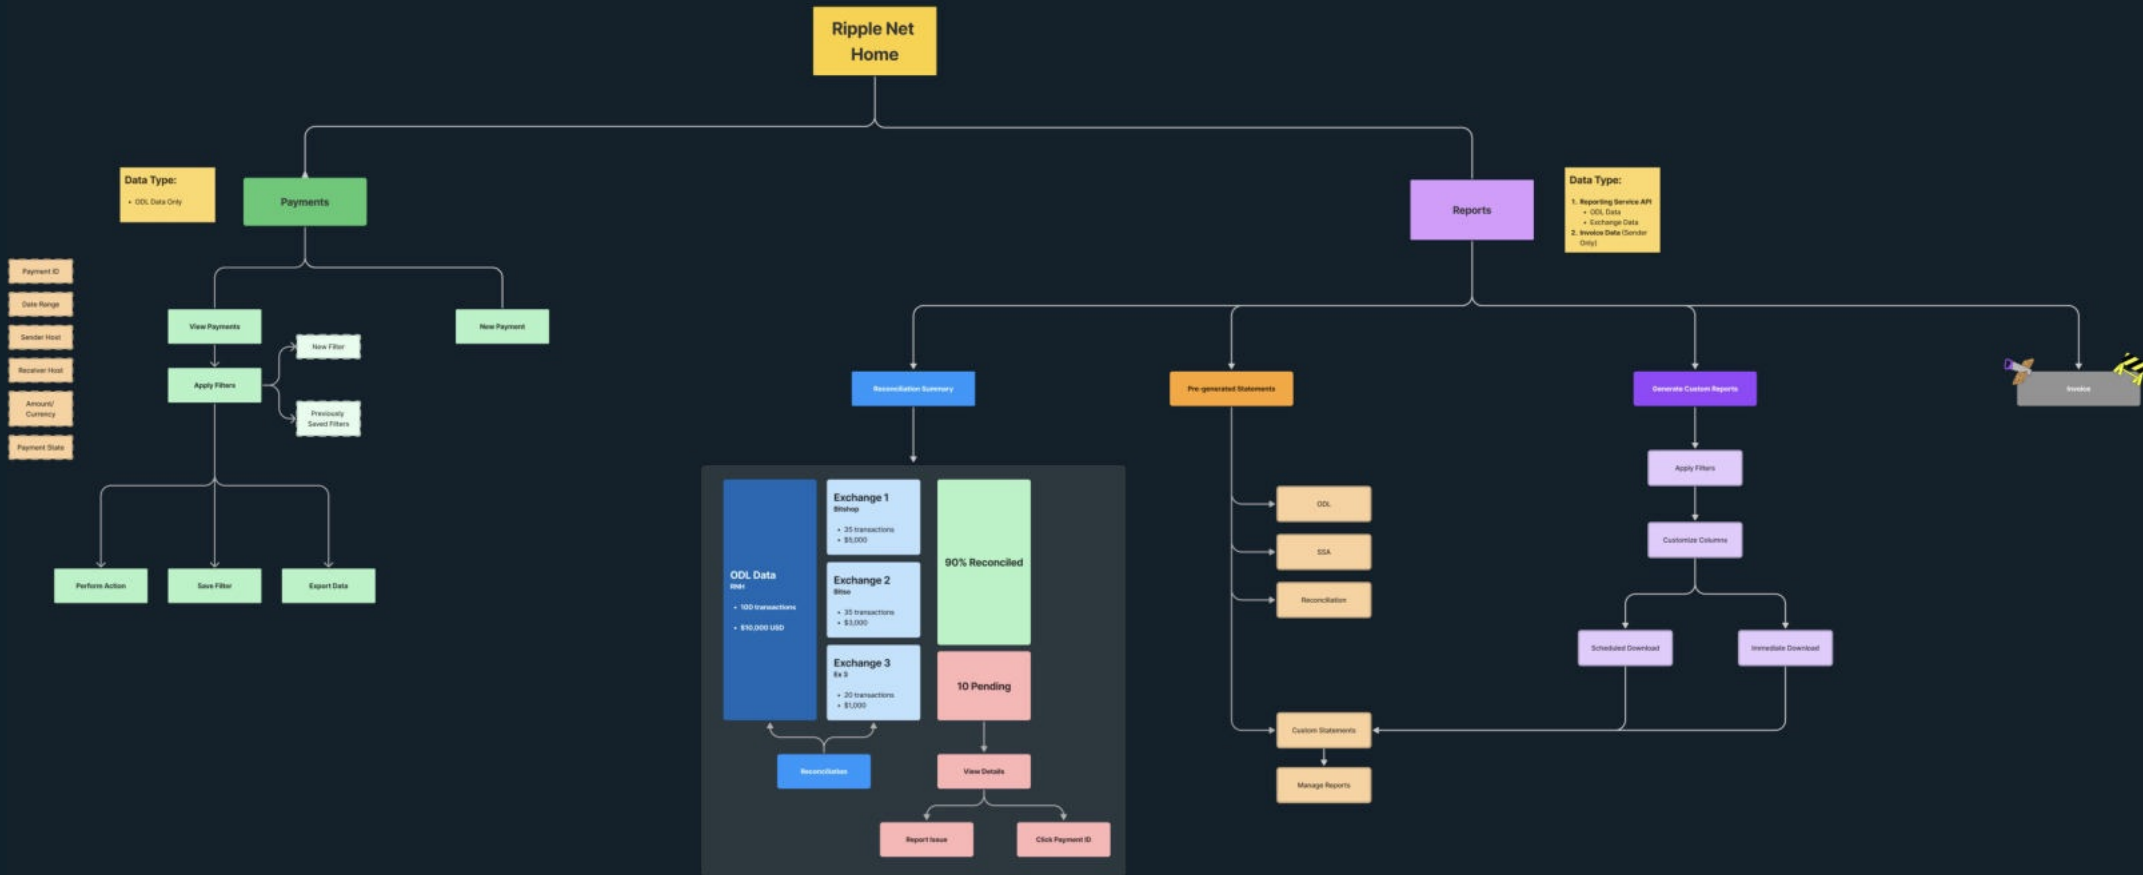 Ripple Net
Home
Data Type:
• ODL Data Only
Payments
Reports
Data Type:
1. Reporting Service API
• ODL Data
• Exchange Data
2. Invoice Data (Sender
Only)
Payment ID
Date Range
Sender Host
Receiver Host
Amount/
Currency
Payment State
View Payments
New Payment
Apply Filters
New Filter
Previously
Saved Filters
Perform Action
Save Filter
Export Data
Reconciliation Summary
Pre-generated Statements
Generate Custom Reports
Invoice
ODL Data
RNH
• 100 transactions
• $10,000 USD
Exchange 1
Bitshop
• 35 transactions
• $5,000
Exchange 2
Bitso
• 35 transactions
• $3,000
Exchange 3
Ex 3
• 20 transactions
• $1,000
90% Reconciled
10 Pending
Reconciliation
View Details
Report Issue
Click Payment ID
ODL
SSA
Reconciliation
Custom Statements
Manage Reports
Apply Filters
Customize Columns
Scheduled Download
Immediate Download